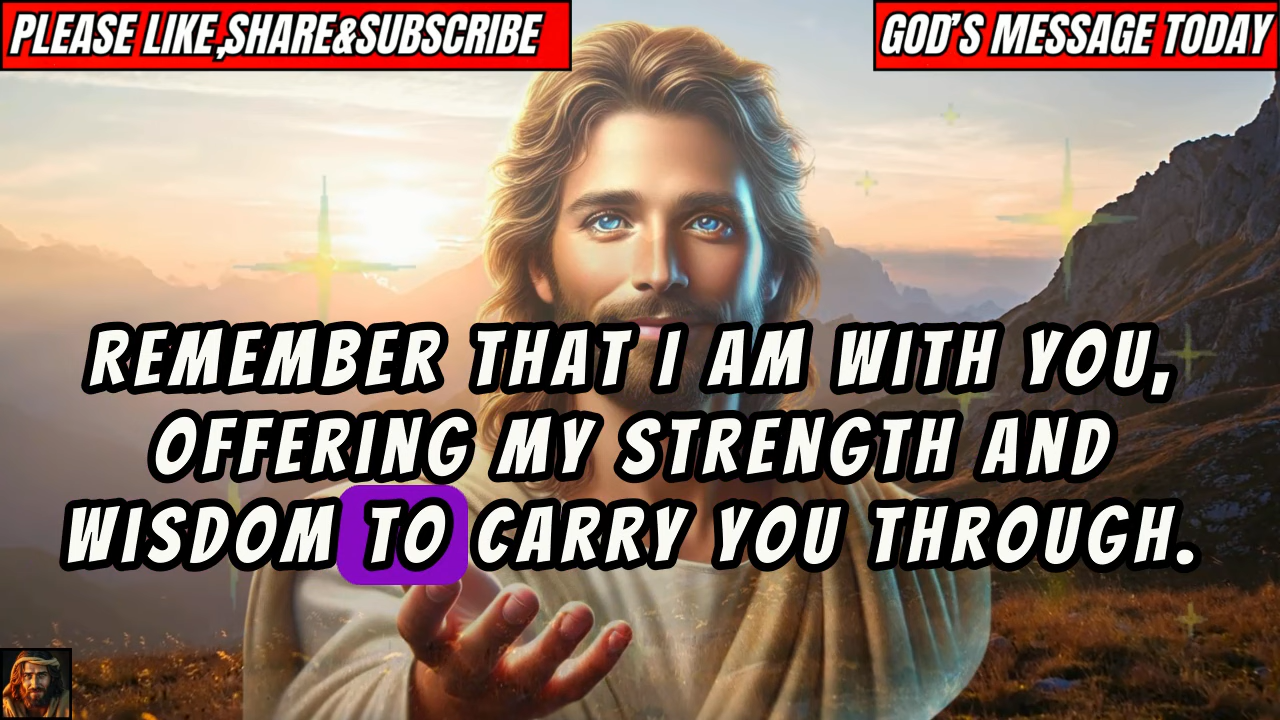 PLEASE LIKE,SHARE&SUBSCRIBE
GOD'S MESSAGE TODAY
REMEMBER THAT I AM WITH YOU,
OFFERING MY STRENGTH AND
WISDOM TO CARRY YOU THROUGH.